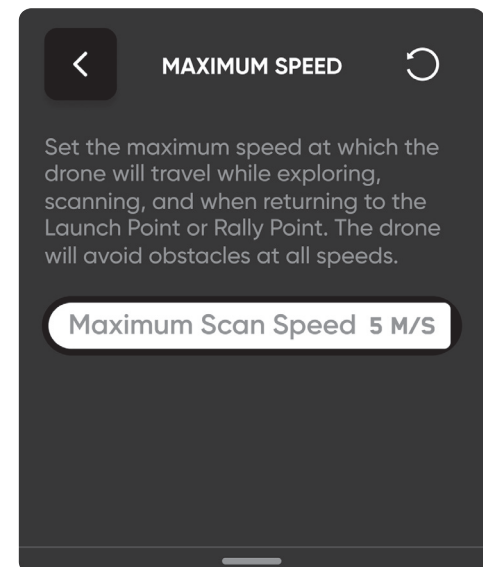 MAXIMUM SPEED
Set the maximum speed at which the
drone will travel while exploring,
scanning, and when returning to the
Launch Point or Rally Point. The drone
will avoid obstacles at all speeds.
Maximum Scan Speed 5 M/S